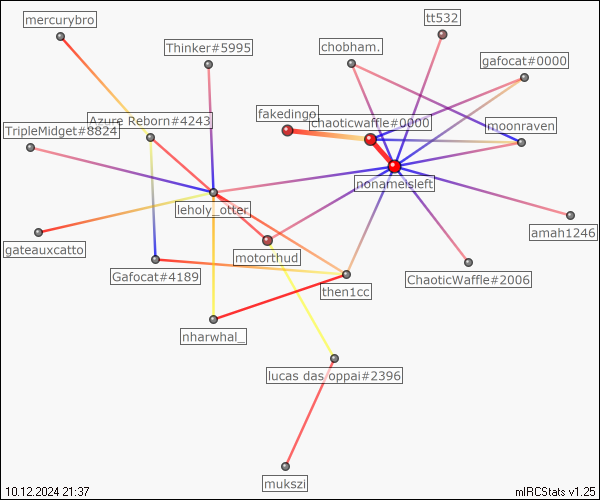 mercurybro
tt532
Thinker#5995
chobham.
gafocat#0000
fakedingo
Azure Reborn#4243
chaoticwaffle#0000
moonraven
TripleMidget#8824
nonameisleft
leholy_otter
amah1246
gateauxcatto
motorthud
Gafocat#4189
ChaoticWaffle#2006
then1cc
nharwhal_
lucas das oppai#2396
mukszi
10.12.2024 21:37
mIRCStats v1.25